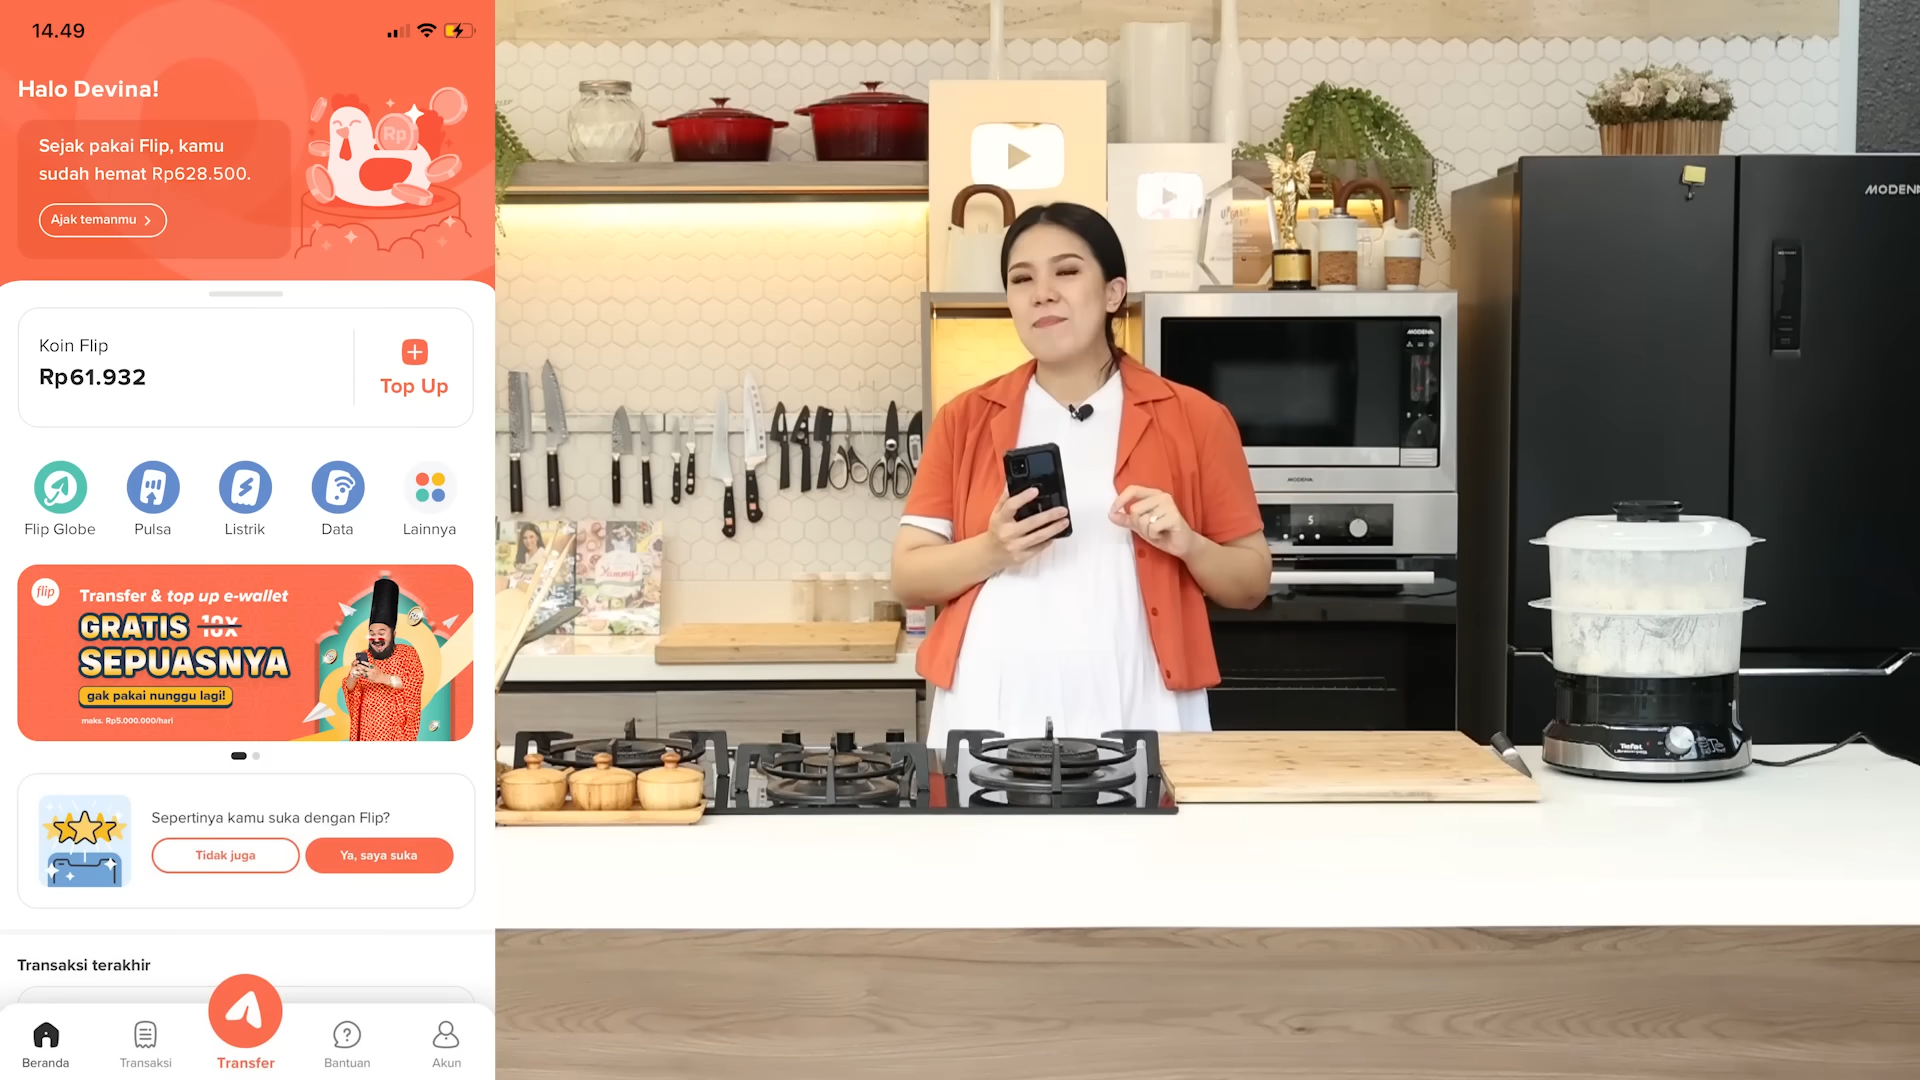 14.49
Halo Devina!
Sejak pakai Flip, kamu
sudah hemat Rp628.500.
Ajak temanmu
Rp
Koin Flip
Rp61.932
Top Up
Flip Globe
Pulsa
Listrik
Data
Lainnya
flip
Transfer & top up e-wallet
GRATIS 10X
SEPUASNYA
gak pakai nunggu lagi!
maks. Rp5.000.000/hari
Sepertinya kamu suka dengan Flip?
Tidak juga
Ya, saya suka
Transaksi terakhir
Beranda
Transaksi
Transfer
Bantuan
Akun
MODENA
MODENA
MODENA
Yummy!
Tefal